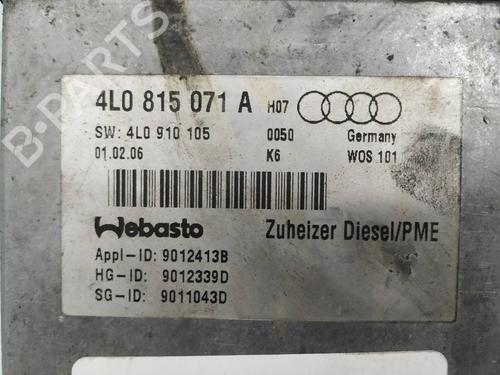 B-PARTS
4L0 815 071 A H07
SW: 4L0 910 105 0050 Germany
01.02.06 K6 WOS 101
Webasto Zuheizer Diesel/PME
Appl-ID: 9012413B
HG-ID: 9012339D
SG-ID: 9011043D